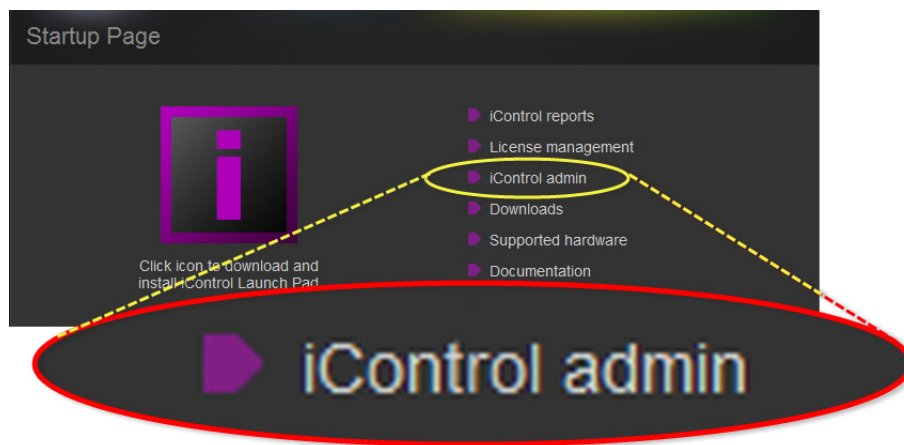 Startup Page
i
Click icon to download and
install iControl Launch Pad
iControl reports
License management
iControl admin
Downloads
Supported hardware
Documentation
iControl admin